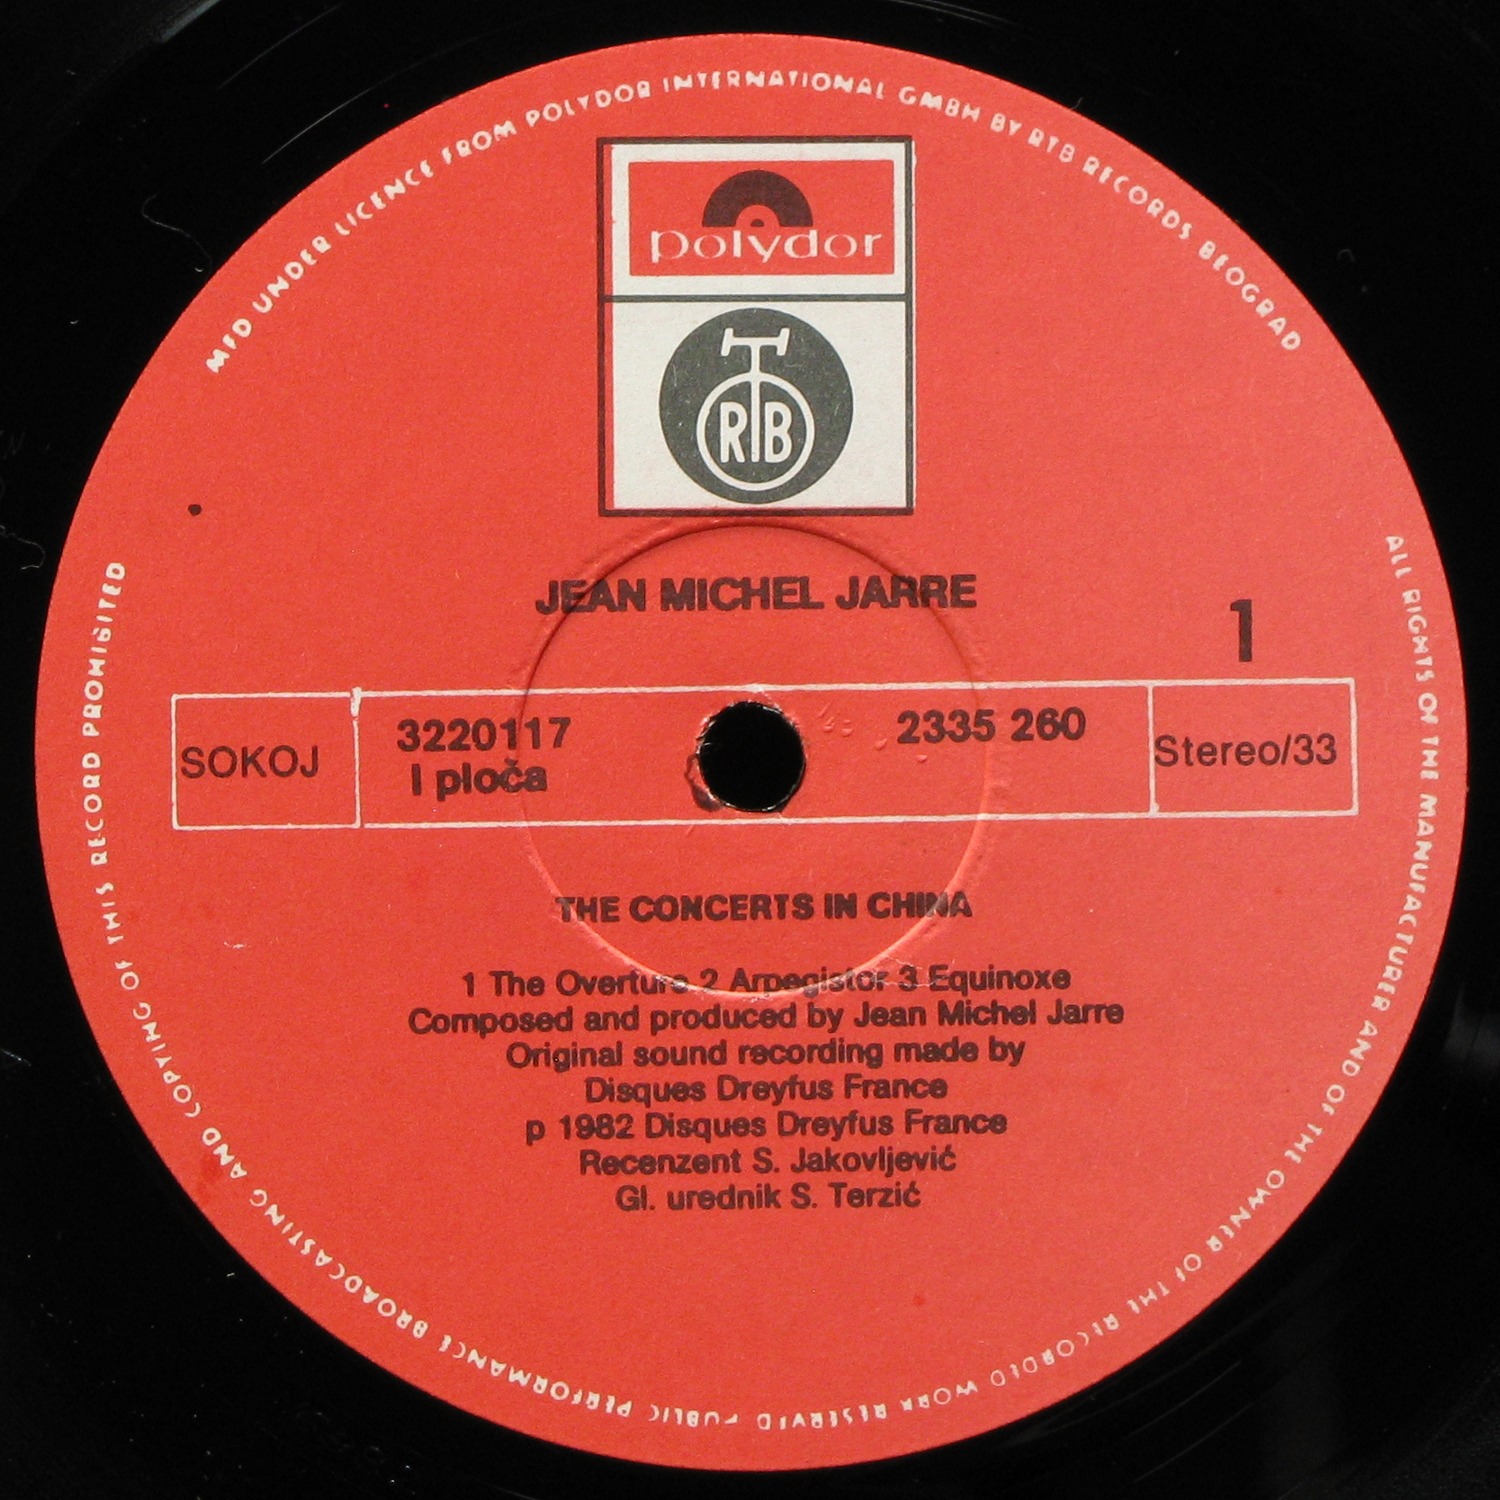 MFD UNDER LICENCE FROM POLYDOR INTERNATIONAL GMBH BY RTB RECORDS BEOGRAD
polydor
RTB
JEAN MICHEL JARRE
1
SOKOJ
3220117
I ploča
2335 260
Stereo/33
THE CONCERTS IN CHINA
1 The Overture 2 Arpegistor 3 Equinoxe
Composed and produced by Jean Michel Jarre
Original sound recording made by
Disques Dreyfus France
p 1982 Disques Dreyfus France
Recenzent S. Jakovljević
Gl. urednik S. Terzić
ALL RIGHTS OF THE MANUFACTURER AND OF THE OWNER OF THE RECORDED WORK RESERVED PUBLIC PERFORMANCE BROADCASTING AND COPYING OF THIS RECORD PROHIBITED